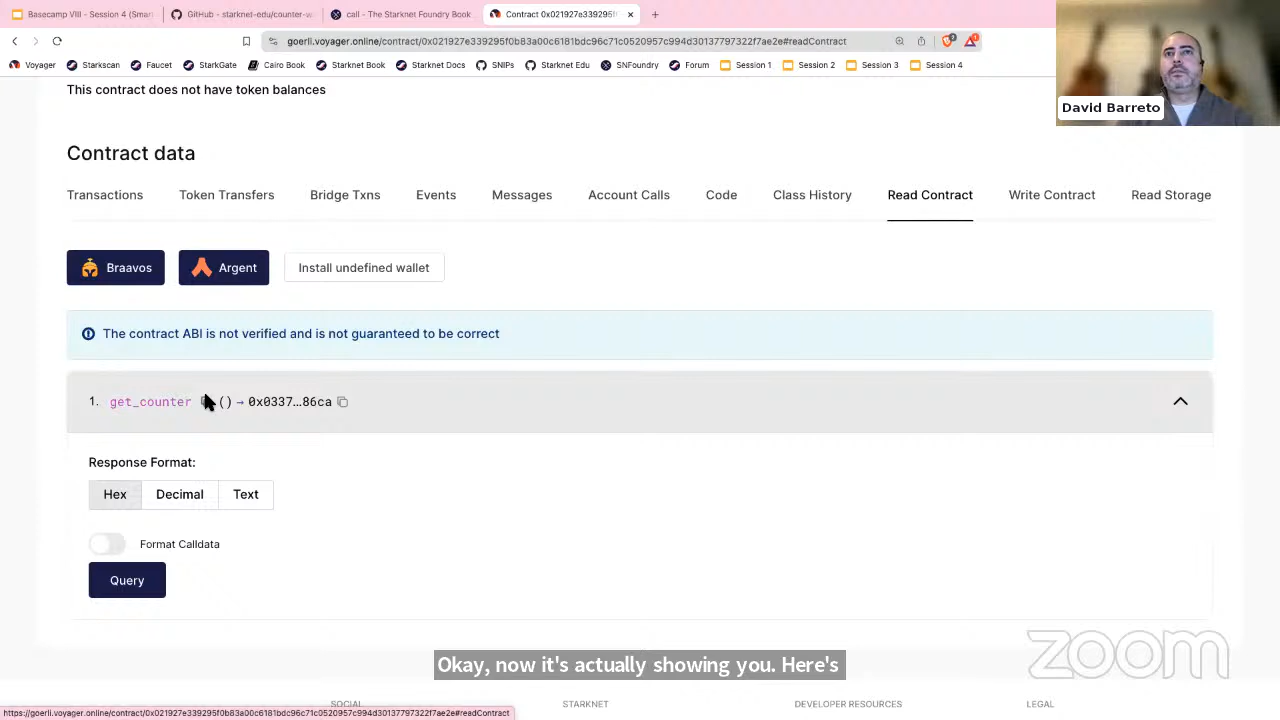 Basecamp VIII - Session 4 (Smar
GitHub - starknet-edu/counter-w
call - The Starknet Foundry Book
Contract 0x021927e339295f
goerli.voyager.online/contract/0x021927e339295f0b83a00c6181bdc96c71c0520957c994d30137797322f7ae2e#readContract
Voyager
Starkscan
Faucet
StarkGate
Cairo Book
Starknet Book
Starknet Docs
SNIPs
Starknet Edu
SNFoundry
Forum
Session 1
Session 2
Session 3
Session 4
David Barreto
This contract does not have token balances
Contract data
Transactions
Token Transfers
Bridge Txns
Events
Messages
Account Calls
Code
Class History
Read Contract
Write Contract
Read Storage
Braavos
Argent
Install undefined wallet
The contract ABI is not verified and is not guaranteed to be correct
1. get_counter () → 0x0337...86ca
Response Format:
Hex
Decimal
Text
Format Calldata
Query
Okay, now it's actually showing you. Here's
zoom
SOCIAL
STARKNET
DEVELOPER RESOURCES
LEGAL
https://goerli.voyager.online/contract/0x021927e339295f0b83a00c6181bdc96c71c0520957c994d30137797322f7ae2e#readContract